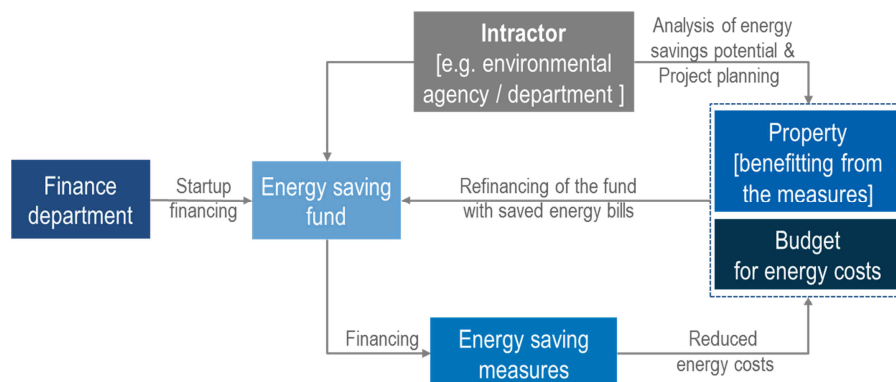 Intractor
[e.g. environmental
agency / department ]
Analysis of energy
savings potential &
Project planning
Property
[benefitting from
the measures]
Finance
department
Startup
financing
Energy saving
fund
Refinancing of the fund
with saved energy bills
Budget
for energy costs
Financing
Energy saving
measures
Reduced
energy costs